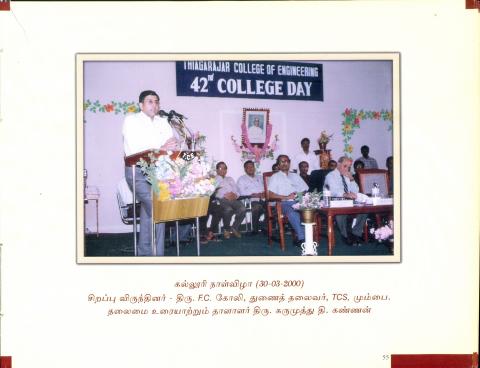 THIAGARAJAR COLLEGE OF ENGINEERING
42nd COLLEGE DAY
TCE
கல்லூரி நாள்விழா (30-03-2000)
சிறப்பு விருந்தினர் - திரு. F.C. கோலி, துணைத் தலைவர், TCS, மும்பை.
தலைமை உரையாற்றும் தாளாளர் திரு. கருமுத்து தி. கண்ணன்
55